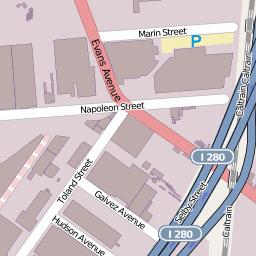 Marin Street
P
Evans Avenue
Caltrain Caltrain
Napoleon Street
I 280
Toland Street
Selby Street
Galvez Avenue
Caltrain
Hudson Avenue
I 280